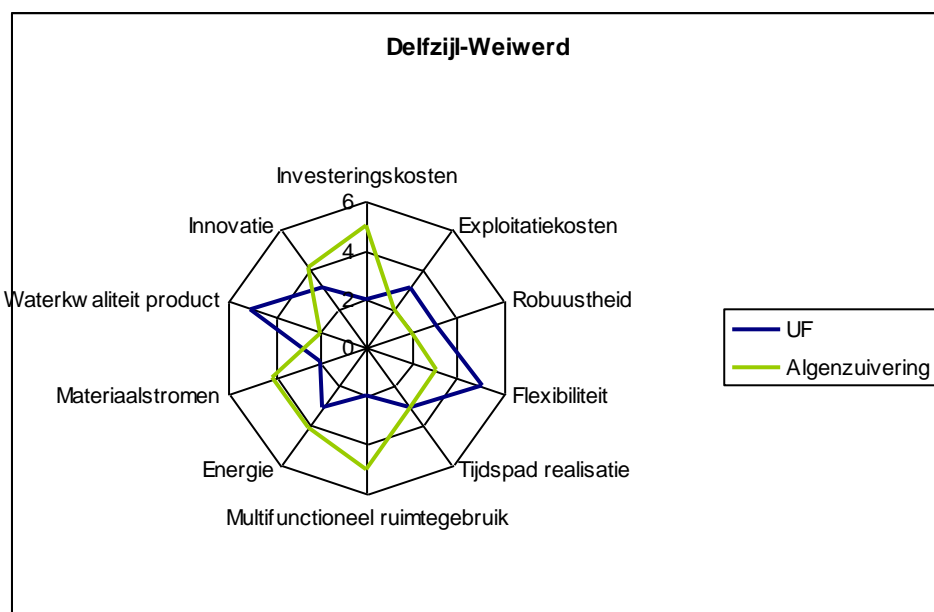 Delfzijl-Weiwerd
Investeringskosten
6
Innovatie
Exploitatiekosten
4
Waterkw aliteit product
2
Robuustheid
UF
0
Algenzuivering
Materiaalstromen
Flexibiliteit
Energie
Tijdspad realisatie
Multifunctioneel ruimtegebruik